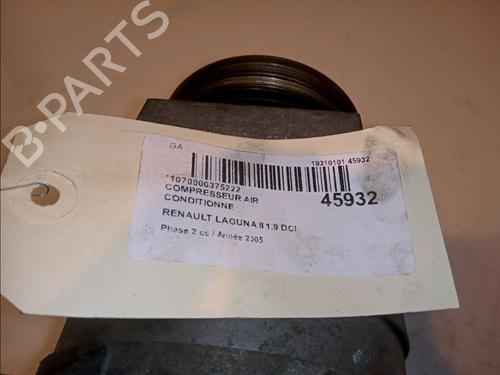 B-PARTS
GA
19310101 45932
*1070000375222
COMPRESSEUR AIR
CONDITIONNE
45932
RENAULT LAGUNA II 1.9 DCI
Phase 2 cc / Année 2005